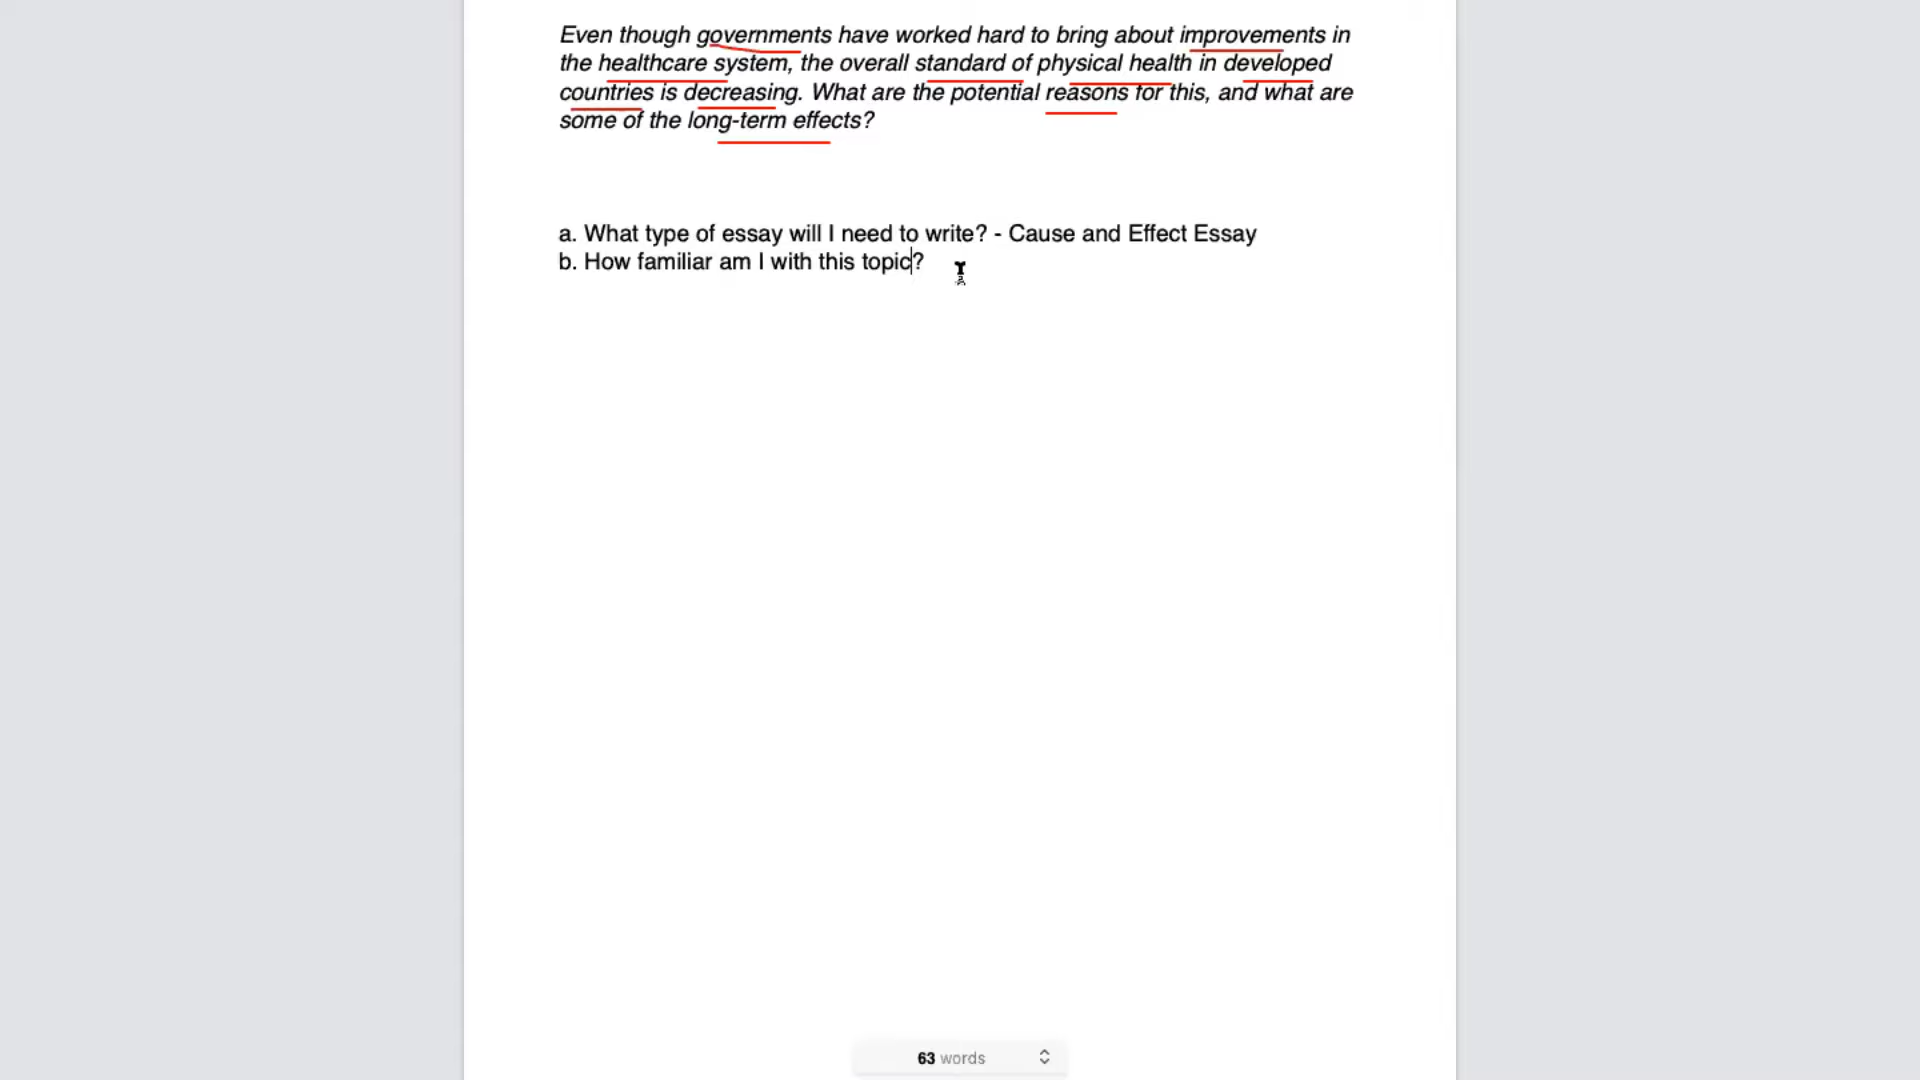 Even though governments have worked hard to bring about improvements in
the healthcare system, the overall standard of physical health in developed
countries is decreasing. What are the potential reasons for this, and what are
some of the long-term effects?
a. What type of essay will I need to write? - Cause and Effect Essay
b. How familiar am I with this topic?
63 words